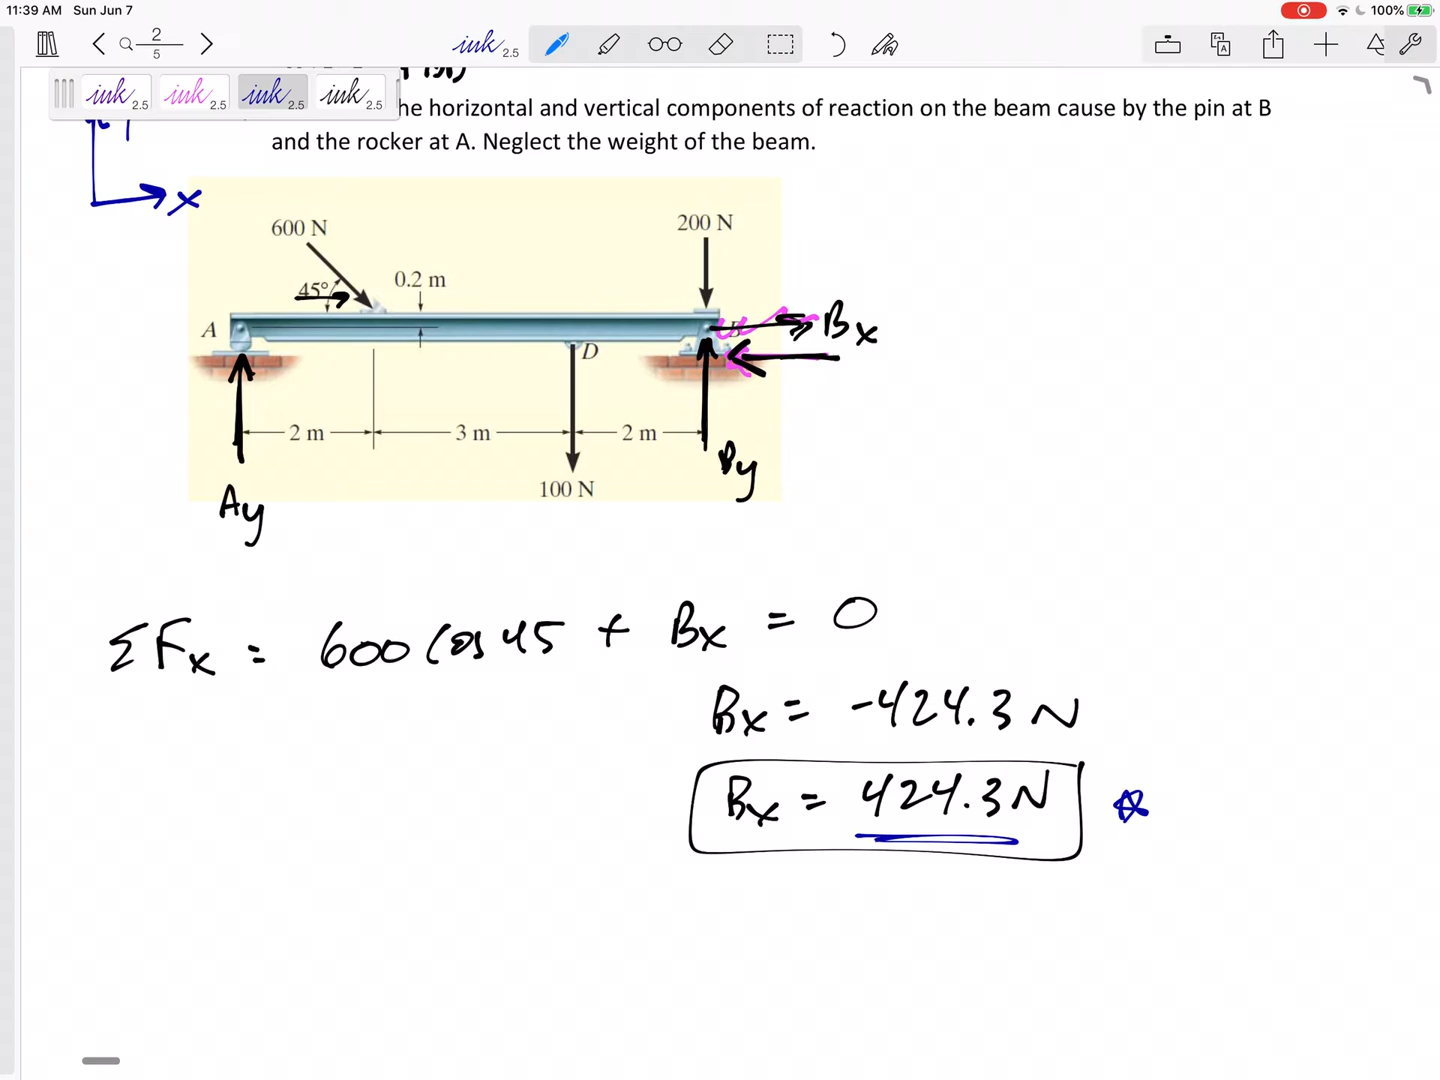 11:39 AM Sun Jun 7
100%
2
5
ink 2.5
ink 2.5 ink 2.5 ink 2.5 ink 2.5
he horizontal and vertical components of reaction on the beam cause by the pin at B
and the rocker at A. Neglect the weight of the beam.
x
600 N
200 N
45°
0.2 m
A
B
Bx
D
2 m
3 m
2 m
By
100 N
Ay
ΣFx = 600 cos 45 + Bx = 0
Bx = -424.3 N
Bx = 424.3 N